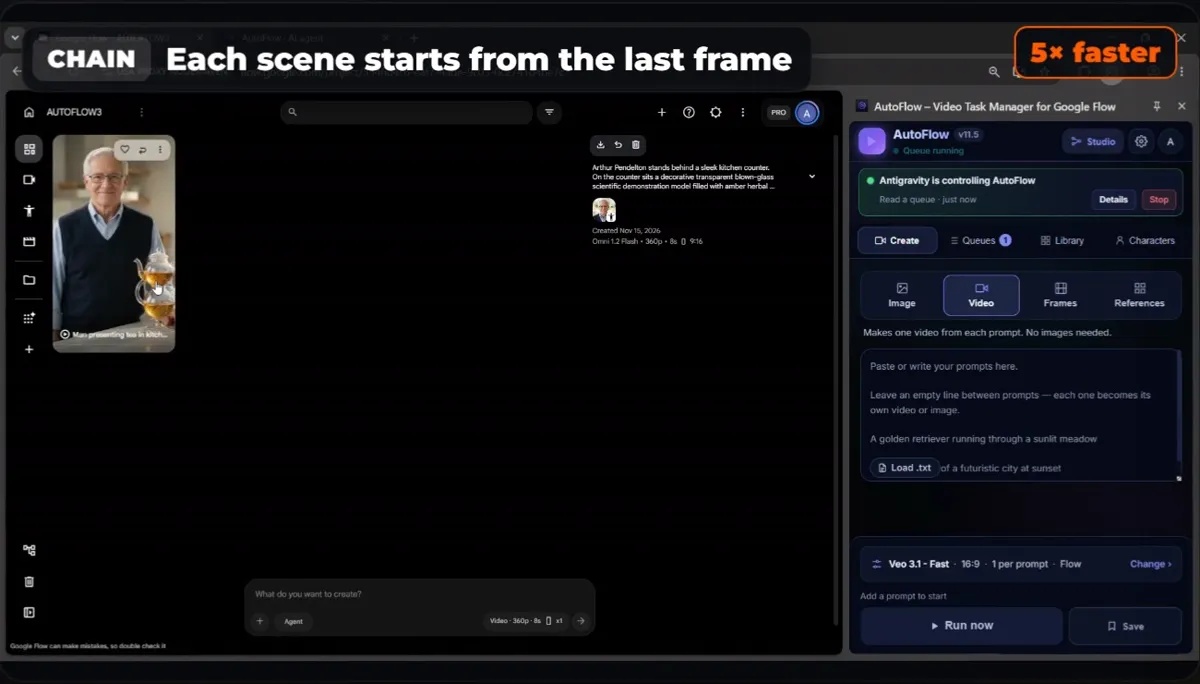 CHAIN Each scene starts from the last frame
5× faster
AUTOFLOW3
PRO
A
Man presenting tea in kitch...
Arthur Pendelton stands behind a sleek kitchen counter.
On the counter sits a decorative transparent blown-glass
scientific demonstration model filled with amber herbal ...
Created Nov 15, 2026
Omni 1.2 Flash • 360p • 8s 9:16
What do you want to create?
Agent
Video · 360p · 8s x1
Google Flow can make mistakes, so double check it
AutoFlow – Video Task Manager for Google Flow
AutoFlow v11.5
Queue running
Studio
A
Antigravity is controlling AutoFlow
Read a queue · just now
Details
Stop
Create
Queues 1
Library
Characters
Image
Video
Frames
References
Makes one video from each prompt. No images needed.
Paste or write your prompts here.
Leave an empty line between prompts — each one becomes its
own video or image.
A golden retriever running through a sunlit meadow
Load .txt of a futuristic city at sunset
Veo 3.1 - Fast · 16:9 · 1 per prompt · Flow
Change ›
Add a prompt to start
Run now
Save